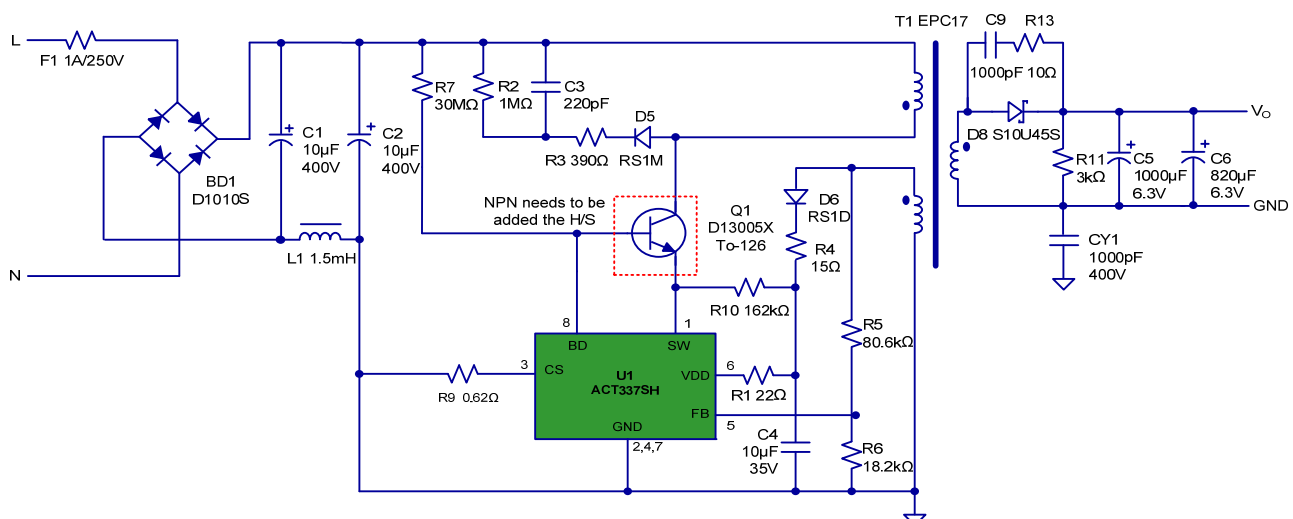 T1 EPC17
C9
R13
1000pF 10Ω
L
F1 1A/250V
R7
30MΩ
R2
1MΩ
C3
220pF
D5
RS1M
R3 390Ω
C1
10µF
400V
C2
10µF
400V
BD1
D1010S
D8 S10U45S
VO
R11
3kΩ
C5
1000µF
6.3V
C6
820µF
6.3V
GND
NPN needs to be
added the H/S
Q1
D13005X
To-126
D6
RS1D
R4
15Ω
CY1
1000pF
400V
L1 1.5mH
N
R10 162kΩ
R5
80.6kΩ
8
1
BD
SW
3
CS
U1
ACT337SH
VDD
6
R9 0.62Ω
R1 22Ω
FB
5
GND
2,4,7
C4
10µF
35V
R6
18.2kΩ